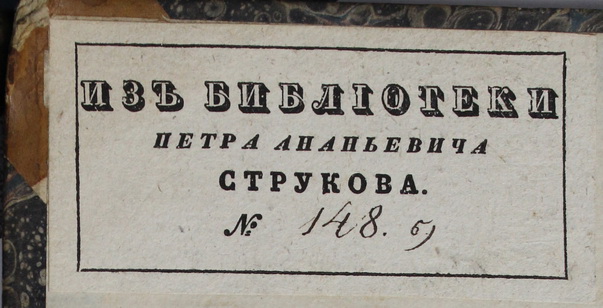 ИЗЪ БИБЛІОТЕКИ
ПЕТРА АНАНЬЕВИЧА
СТРУКОВА.
№ 148. б)